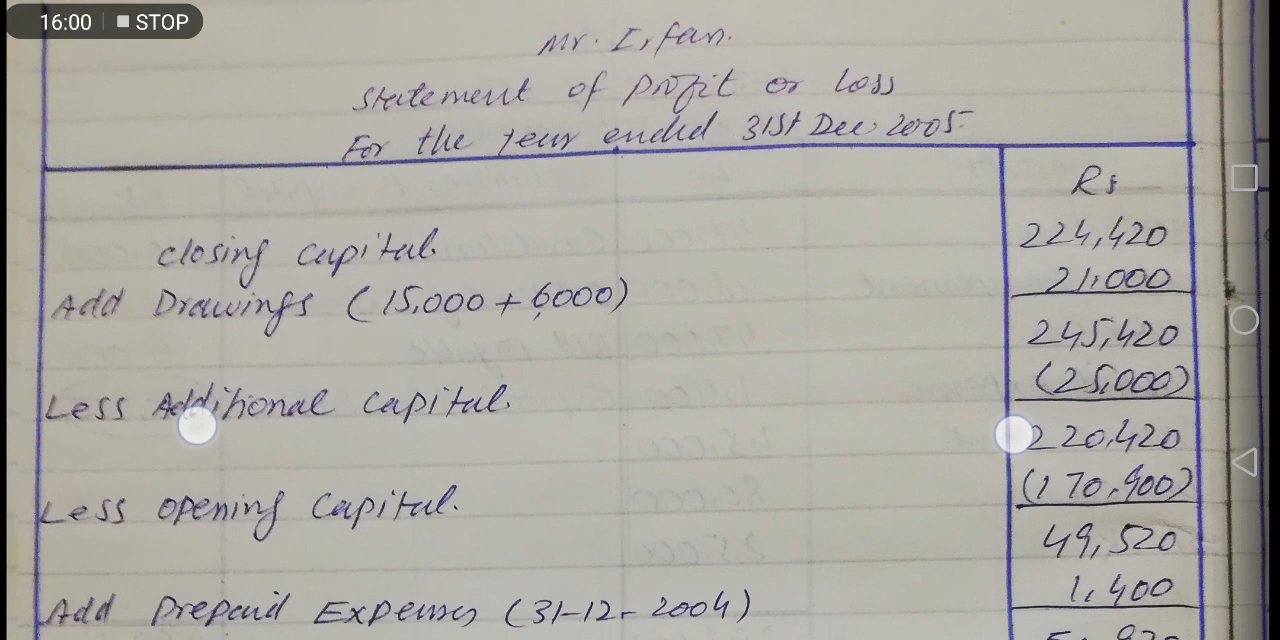 16:00 STOP
Mr. Irfan.
Statement of Profit or Loss
For the Year ended 31st Dec 2005
Rs
Closing Capital. 224,420
Add Drawings (15,000 + 6000) 21,000
245,420
Less Additional Capital. (25,000)
220,420
Less Opening Capital. (170,900)
49,520
Add Prepaid Expenses (31-12-2004) 1,400